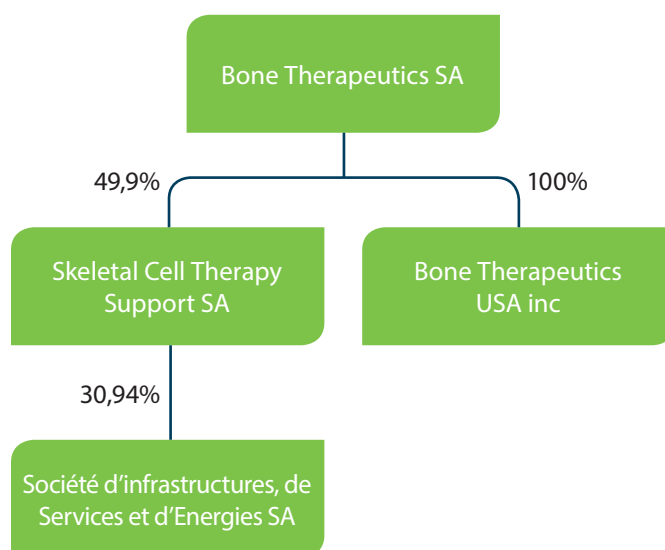 Bone Therapeutics SA
49,9%
100%
Skeletal Cell Therapy
Support SA
Bone Therapeutics
USA inc
30,94%
Société d’infrastructures, de
Services et d’Energies SA